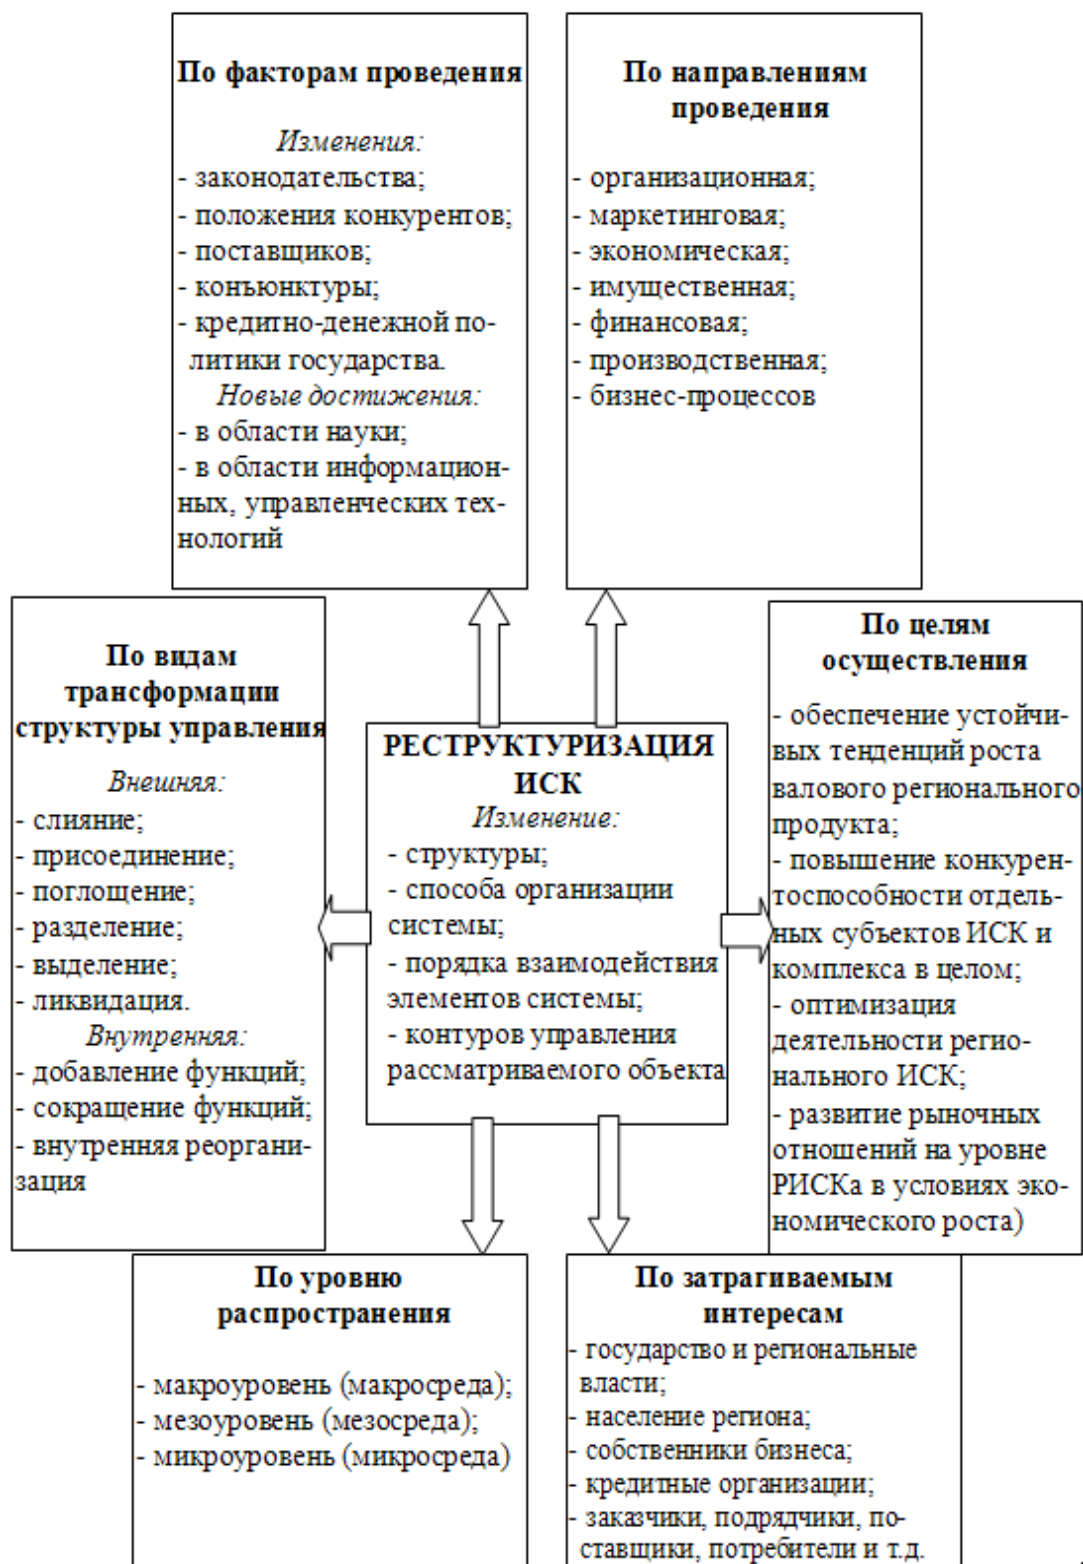 По факторам проведения
Изменения:
- законодательства;
- положения конкурентов;
- поставщиков;
- конъюнктуры;
- кредитно-денежной по-
литики государства.
Новые достижения:
- в области науки;
- в области информацион-
ных, управленческих тех-
нологий
По направлениям
проведения
- организационная;
- маркетинговая;
- экономическая;
- имущественная;
- финансовая;
- производственная;
- бизнес-процессов
По видам
трансформации
структуры управления
Внешняя:
- слияние;
- присоединение;
- поглощение;
- разделение;
- выделение;
- ликвидация.
Внутренняя:
- добавление функций;
- сокращение функций;
- внутренняя реоргани-
зация
РЕСТРУКТУРИЗАЦИЯ
ИСК
Изменение:
- структуры;
- способа организации
системы;
- порядка взаимодействия
элементов системы;
- контуров управления
рассматриваемого объекта
По целям
осуществления
- обеспечение устойчи-
вых тенденций роста
валового регионального
продукта;
- повышение конкурен-
тоспособности отдель-
ных субъектов ИСК и
комплекса в целом;
- оптимизация
деятельности регио-
нального ИСК;
- развитие рыночных
отношений на уровне
РИСКа в условиях эко-
номического роста)
По уровню
распространения
- макроуровень (макросреда);
- мезоуровень (мезосреда);
- микроуровень (микросреда)
По затрагиваемым
интересам
- государство и региональные
власти;
- население региона;
- собственники бизнеса;
- кредитные организации;
- заказчики, подрядчики, по-
ставщики, потребители и т.д.